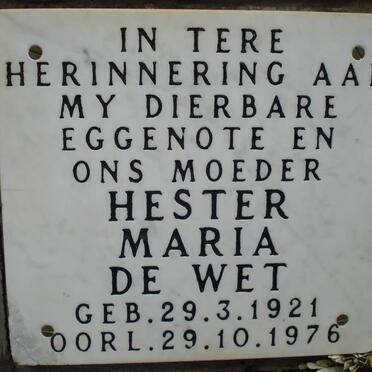 IN TERE
HERINNERING AAN
MY DIERBARE
EGGENOTE EN
ONS MOEDER
HESTER
MARIA
DE WET
GEB.29.3.1921
OORL.29.10.1976